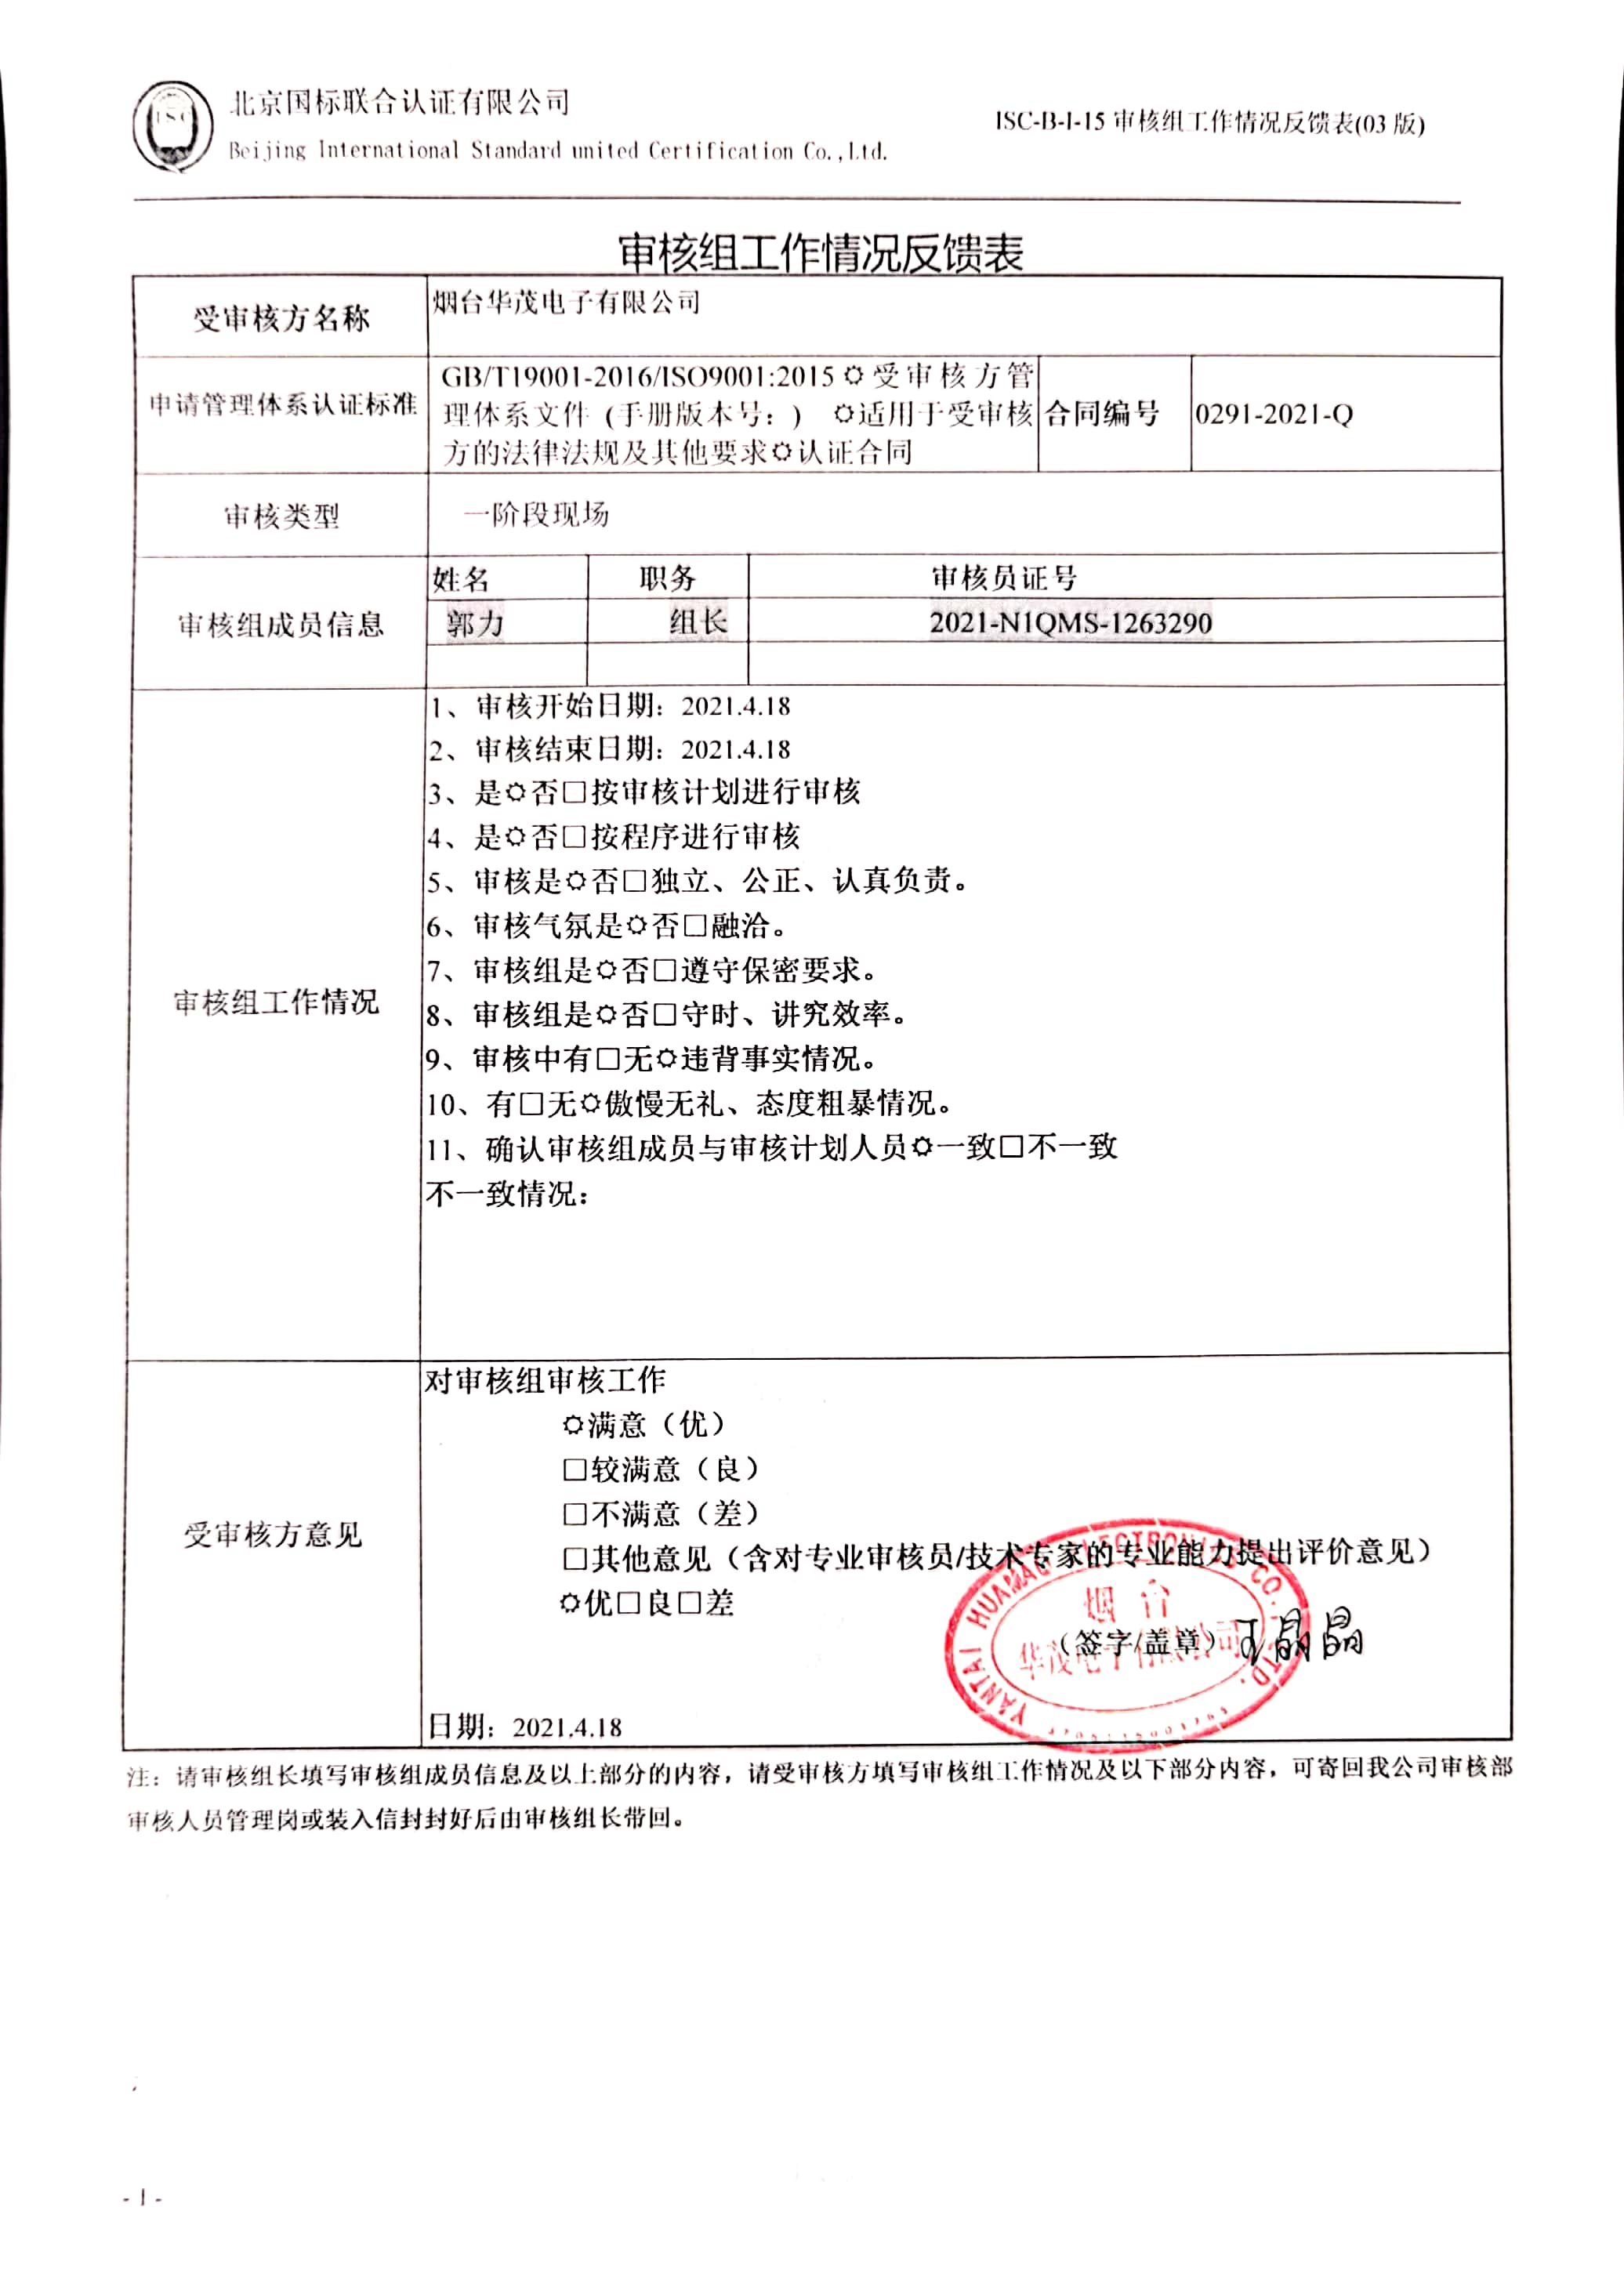 ISC
北京国标联合认证有限公司
Beijing International Standard united Certification Co.,Ltd.
ISC-B-I-15 审核组工作情况反馈表(03 版)
审核组工作情况反馈表
受审核方名称
烟台华茂电子有限公司
申请管理体系认证标准
GB/T19001-2016/ISO9001:2015☼受审核方管
理体系文件 (手册版本号: ) ☼适用于受审核
方的法律法规及其他要求☼认证合同
合同编号
0291-2021-Q
审核类型
一阶段现场
审核组成员信息
姓名 职务 审核员证号
郭力 组长 2021-N1QMS-1263290
审核组工作情况
1、审核开始日期: 2021.4.18
2、审核结束日期: 2021.4.18
3、是☼否□按审核计划进行审核
4、是☼否□按程序进行审核
5、审核是☼否□独立、公正、认真负责。
6、审核气氛是☼否□融洽。
7、审核组是☼否□遵守保密要求。
8、审核组是☼否□守时、讲究效率。
9、审核中有□无☼违背事实情况。
10、有□无☼傲慢无礼、态度粗暴情况。
11、确认审核组成员与审核计划人员☼一致□不一致
不一致情况:
受审核方意见
对审核组审核工作
☼满意（优）
□较满意（良）
□不满意（差）
□其他意见（含对专业审核员/技术专家的专业能力提出评价意见）
☼优□良□差
（签字/盖章）王晶晶
YANTAI HUAMAO ELECTRONICS CO., LTD.
烟台
华茂电子有限公司
日期: 2021.4.18
注: 请审核组长填写审核组成员信息及以上部分的内容，请受审核方填写审核组工作情况及以下部分内容，可寄回我公司审核部
审核人员管理岗或装入信封封好后由审核组长带回。
- 1 -